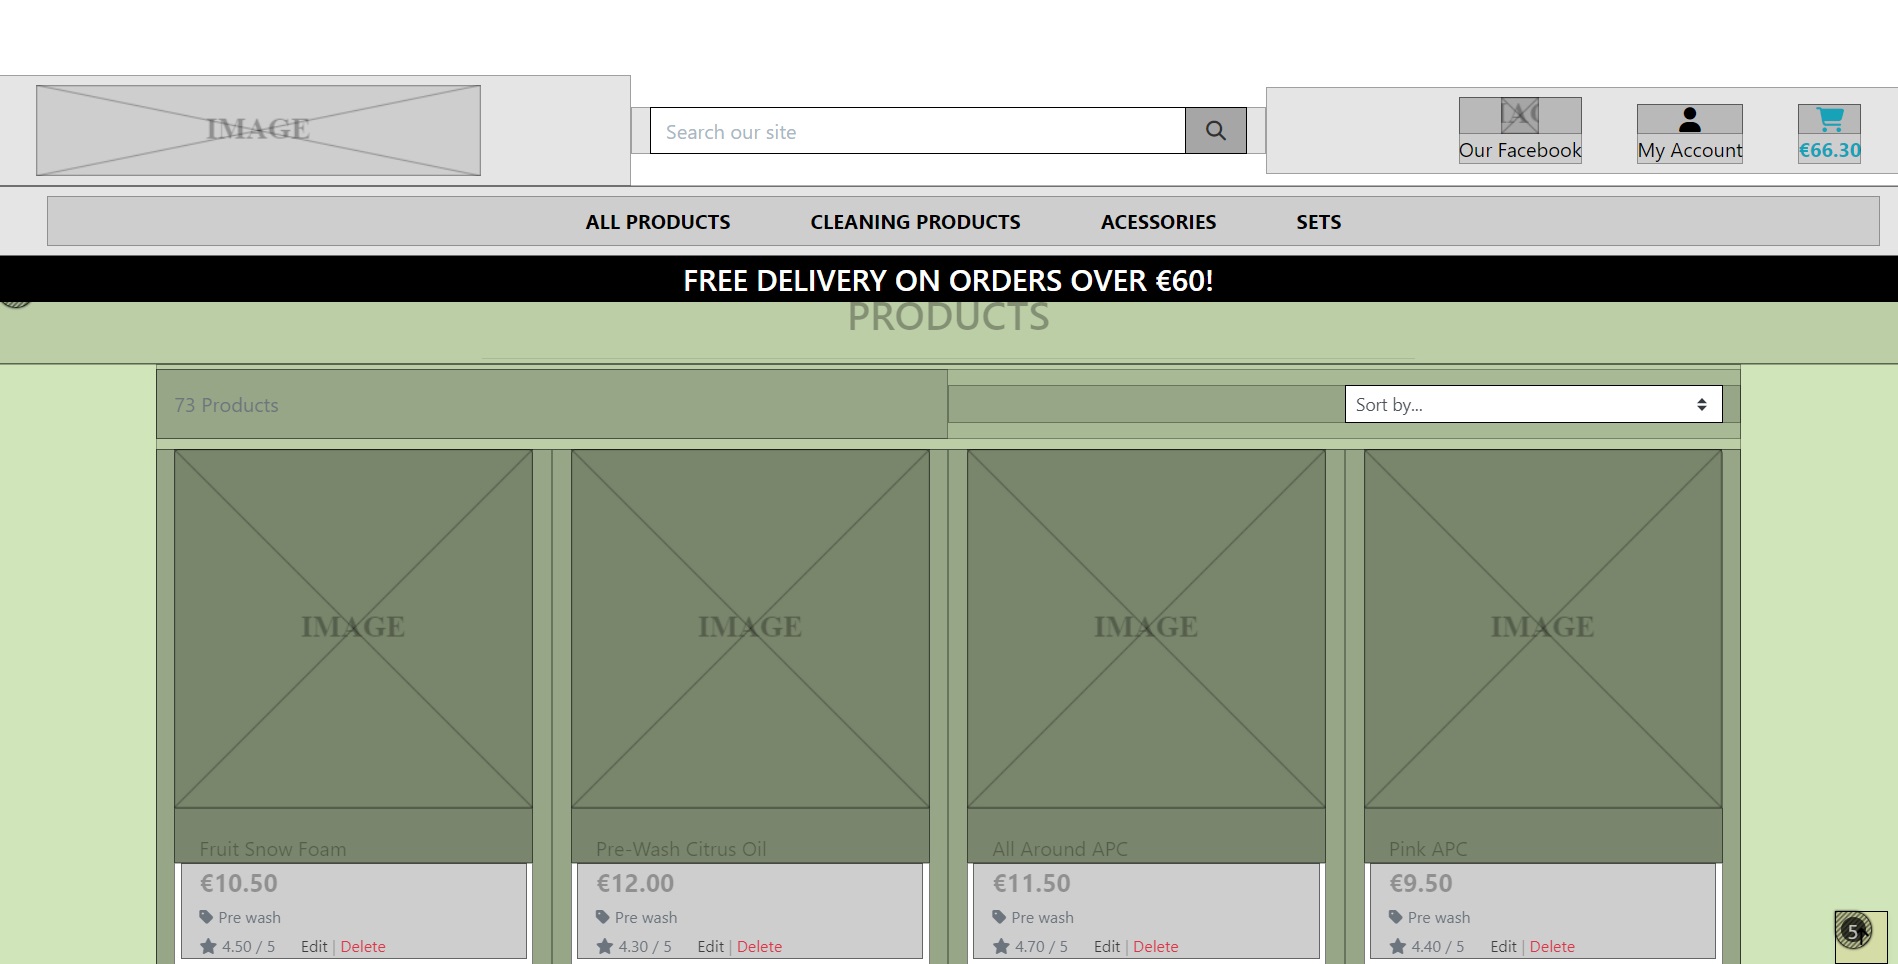 IMAGE
Search our site
Our Facebook
My Account
€66.30
ALL PRODUCTS CLEANING PRODUCTS ACESSORIES SETS
FREE DELIVERY ON ORDERS OVER €60!
PRODUCTS
73 Products
Sort by...
IMAGE IMAGE IMAGE IMAGE
Fruit Snow Foam Pre-Wash Citrus Oil All Around APC Pink APC
€10.50 €12.00 €11.50 €9.50
Pre wash Pre wash Pre wash Pre wash
4.50 / 5 Edit | Delete 4.30 / 5 Edit | Delete 4.70 / 5 Edit | Delete 4.40 / 5 Edit | Delete
5